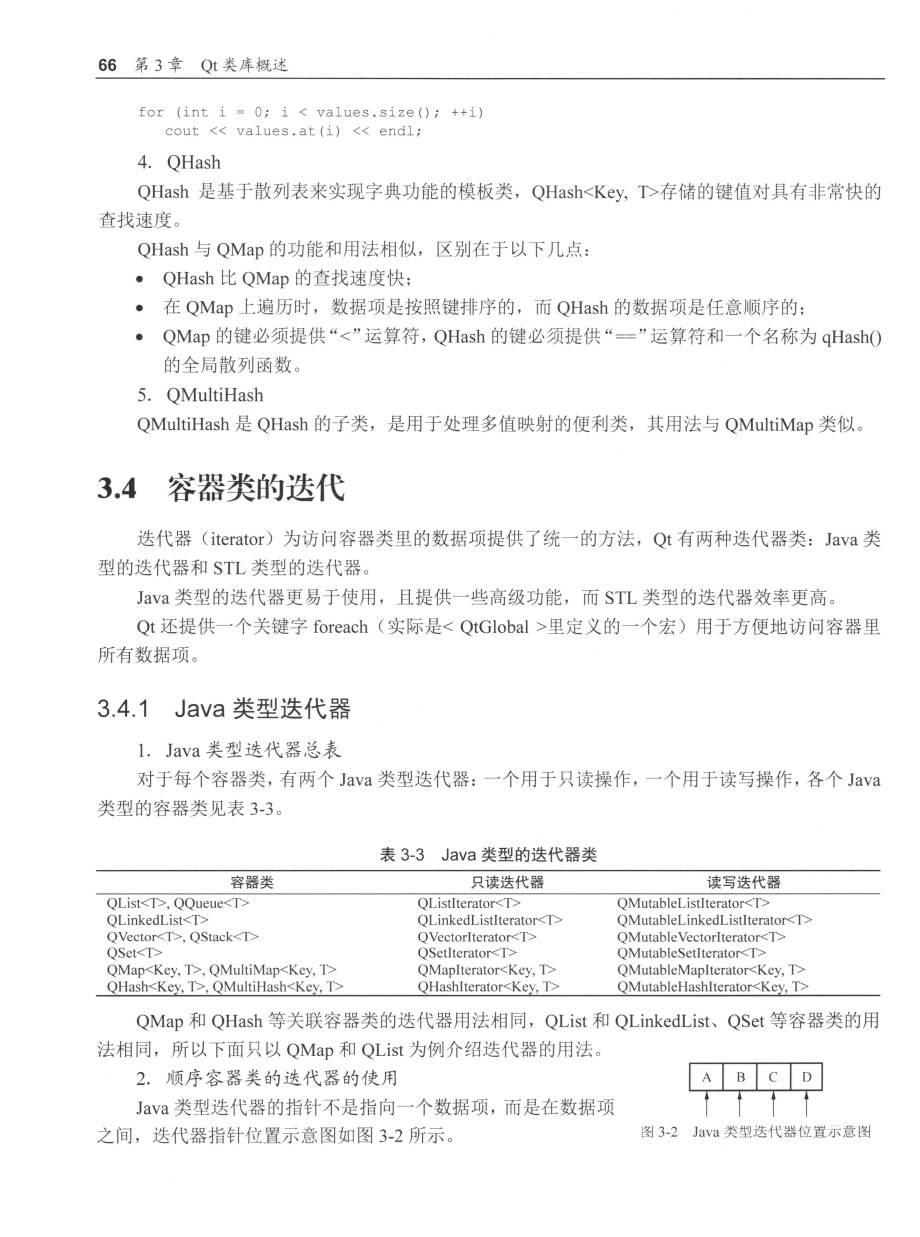 66 第 3 章 Qt 类库概述
for (int i = 0; i < values.size(); ++i)
cout << values.at(i) << endl;
4． QHash
QHash 是基于散列表来实现字典功能的模板类，QHash<Key, T>存储的键值对具有非常快的
查找速度。
QHash 与 QMap 的功能和用法相似，区别在于以下几点：
• QHash 比 QMap 的查找速度快；
• 在 QMap 上遍历时，数据项是按照键排序的，而 QHash 的数据项是任意顺序的；
• QMap 的键必须提供“<”运算符，QHash 的键必须提供“==”运算符和一个名称为 qHash()
的全局散列函数。
5． QMultiHash
QMultiHash 是 QHash 的子类，是用于处理多值映射的便利类，其用法与 QMultiMap 类似。
3.4 容器类的迭代
迭代器（iterator）为访问容器类里的数据项提供了统一的方法，Qt 有两种迭代器类：Java 类
型的迭代器和 STL 类型的迭代器。
Java 类型的迭代器更易于使用，且提供一些高级功能，而 STL 类型的迭代器效率更高。
Qt 还提供一个关键字 foreach（实际是< QtGlobal >里定义的一个宏）用于方便地访问容器里
所有数据项。
3.4.1 Java 类型迭代器
1．Java 类型迭代器总表
对于每个容器类，有两个 Java 类型迭代器：一个用于只读操作，一个用于读写操作，各个 Java
类型的容器类见表 3-3。
表 3-3 Java 类型的迭代器类
容器类 只读迭代器 读写迭代器
QList<T>, QQueue<T> QListIterator<T> QMutableListIterator<T>
QLinkedList<T> QLinkedListIterator<T> QMutableLinkedListIterator<T>
QVector<T>, QStack<T> QVectorIterator<T> QMutableVectorIterator<T>
QSet<T> QSetIterator<T> QMutableSetIterator<T>
QMap<Key, T>, QMultiMap<Key, T> QMapIterator<Key, T> QMutableMapIterator<Key, T>
QHash<Key, T>, QMultiHash<Key, T> QHashIterator<Key, T> QMutableHashIterator<Key, T>
QMap 和 QHash 等关联容器类的迭代器用法相同，QList 和 QLinkedList、QSet 等容器类的用
法相同，所以下面只以 QMap 和 QList 为例介绍迭代器的用法。
2．顺序容器类的迭代器的使用
Java 类型迭代器的指针不是指向一个数据项，而是在数据项
之间，迭代器指针位置示意图如图 3-2 所示。
A B C D
图 3-2 Java 类型迭代器位置示意图